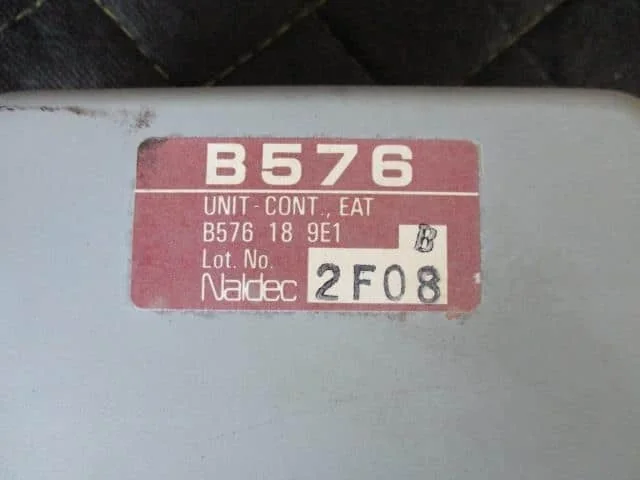 B576
UNIT-CONT., EAT
B576 18 9E1 B
Lot. No.
Naldec 2F08